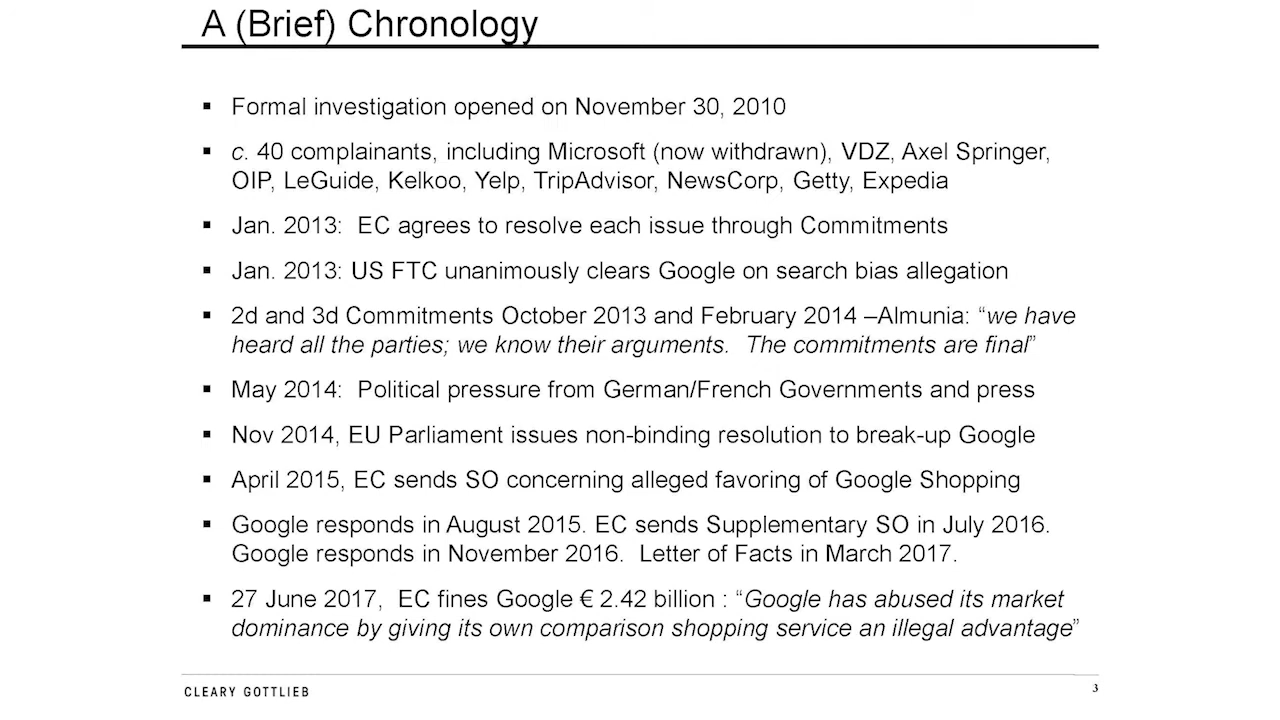 A (Brief) Chronology
▪ Formal investigation opened on November 30, 2010
▪ c. 40 complainants, including Microsoft (now withdrawn), VDZ, Axel Springer,
OIP, LeGuide, Kelkoo, Yelp, TripAdvisor, NewsCorp, Getty, Expedia
▪ Jan. 2013:  EC agrees to resolve each issue through Commitments
▪ Jan. 2013: US FTC unanimously clears Google on search bias allegation
▪ 2d and 3d Commitments October 2013 and February 2014 –Almunia: “we have
heard all the parties; we know their arguments.  The commitments are final”
▪ May 2014:  Political pressure from German/French Governments and press
▪ Nov 2014, EU Parliament issues non-binding resolution to break-up Google
▪ April 2015, EC sends SO concerning alleged favoring of Google Shopping
▪ Google responds in August 2015. EC sends Supplementary SO in July 2016.
Google responds in November 2016.  Letter of Facts in March 2017.
▪ 27 June 2017,  EC fines Google € 2.42 billion : “Google has abused its market
dominance by giving its own comparison shopping service an illegal advantage”
CLEARY GOTTLIEB
3